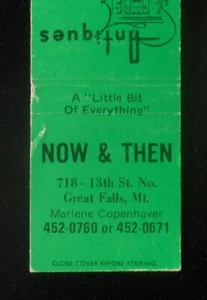 Antiques
A "Little Bit
Of Everything"
NOW & THEN
718 - 13th St. No.
Great Falls, Mt.
Marlene Copenhaver
452-0760 or 452-0671
CLOSE COVER BEFORE STRIKING